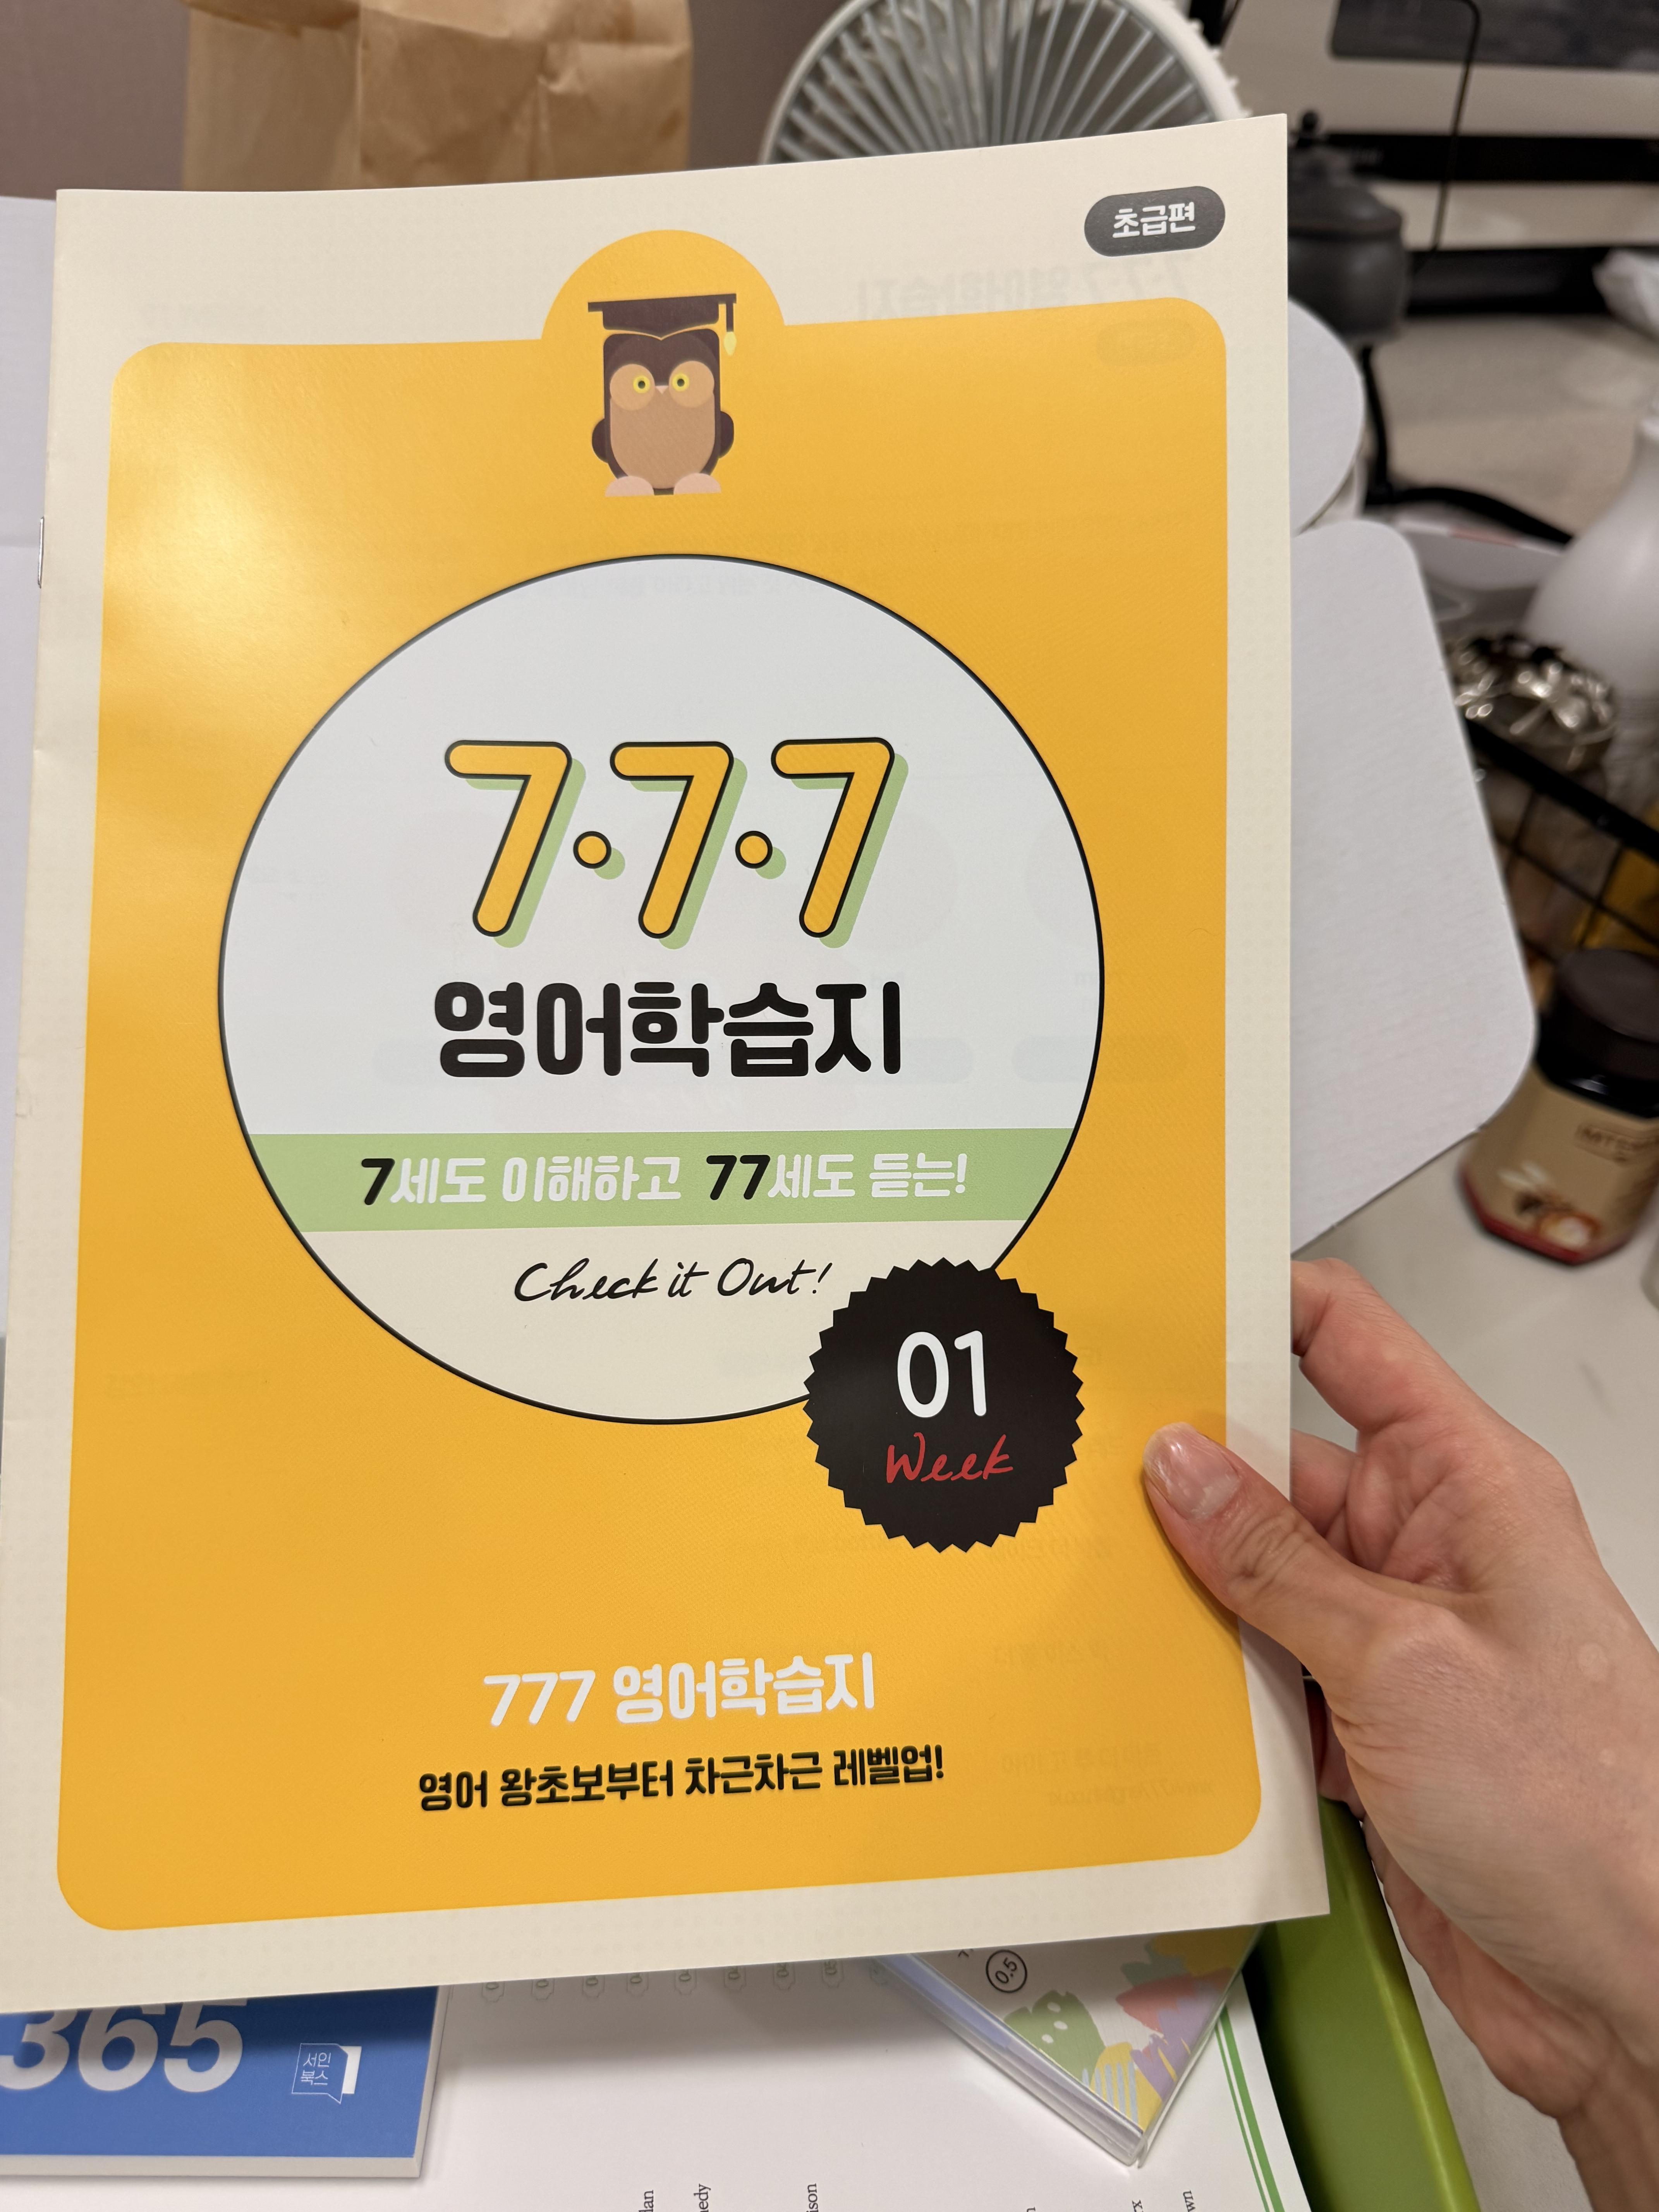 초급편
7·7·7
영어학습지
7세도 이해하고 77세도 듣는!
Check it Out!
01
Week
777 영어학습지
영어 왕초보부터 차근차근 레벨업!
365
서인
북스
0.5